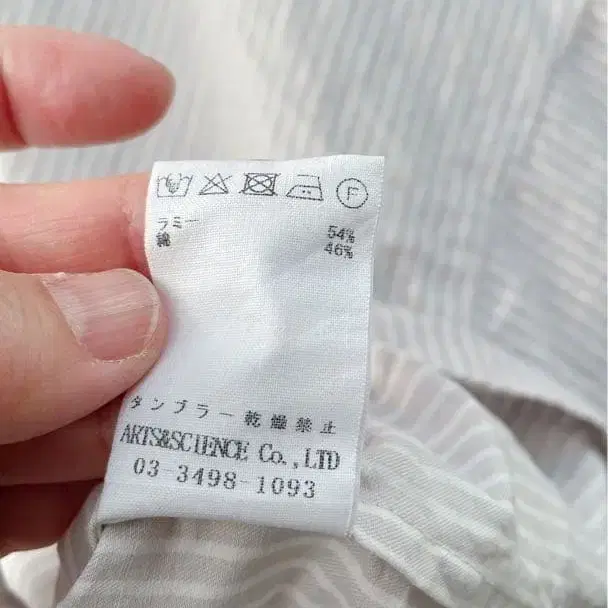 F
ラミー 54%
綿 46%
タンブラー乾燥禁止
ARTS&SCIENCE Co.,LTD
03-3498-1093